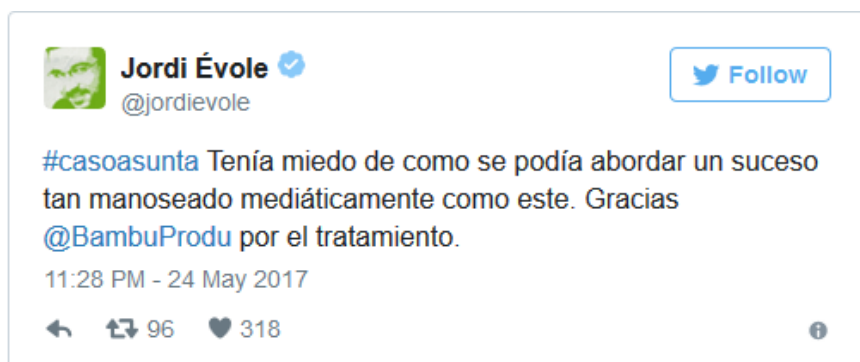 Jordi Évole
@jordievole
Follow
#casoasunta Tenía miedo de como se podía abordar un suceso
tan manoseado mediáticamente como este. Gracias
@BambuProdu por el tratamiento.
11:28 PM - 24 May 2017
96 318